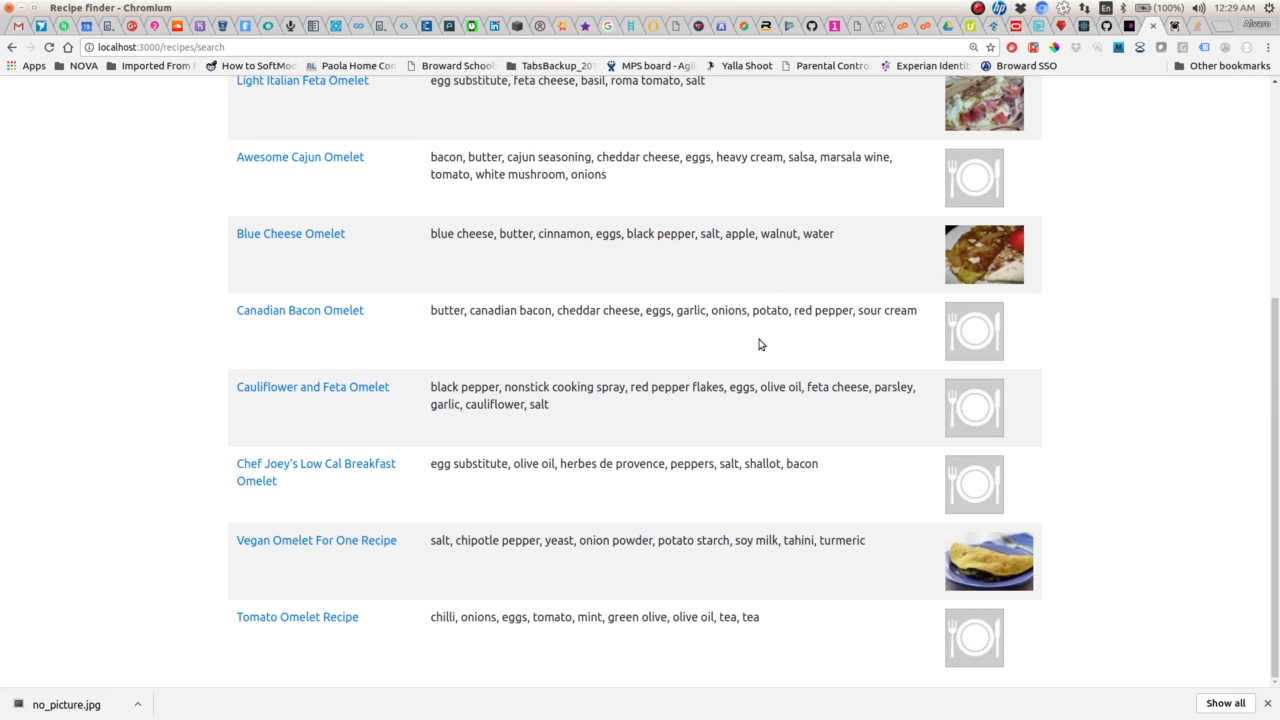 Recipe finder - Chromium
En
(100%)
12:29 AM
Alvaro
localhost:3000/recipes/search
Apps
NOVA
Imported From
How to SoftMod
Paola Home Con
Broward Schools
TabsBackup_201
MPS board - Agil
Yalla Shoot
Parental Control
Experian Identit
Broward SSO
Other bookmarks
Light Italian Feta Omelet
egg substitute, feta cheese, basil, roma tomato, salt
Awesome Cajun Omelet
bacon, butter, cajun seasoning, cheddar cheese, eggs, heavy cream, salsa, marsala wine,
tomato, white mushroom, onions
Blue Cheese Omelet
blue cheese, butter, cinnamon, eggs, black pepper, salt, apple, walnut, water
Canadian Bacon Omelet
butter, canadian bacon, cheddar cheese, eggs, garlic, onions, potato, red pepper, sour cream
Cauliflower and Feta Omelet
black pepper, nonstick cooking spray, red pepper flakes, eggs, olive oil, feta cheese, parsley,
garlic, cauliflower, salt
Chef Joey's Low Cal Breakfast
Omelet
egg substitute, olive oil, herbes de provence, peppers, salt, shallot, bacon
Vegan Omelet For One Recipe
salt, chipotle pepper, yeast, onion powder, potato starch, soy milk, tahini, turmeric
Tomato Omelet Recipe
chilli, onions, eggs, tomato, mint, green olive, olive oil, tea, tea
no_picture.jpg
Show all